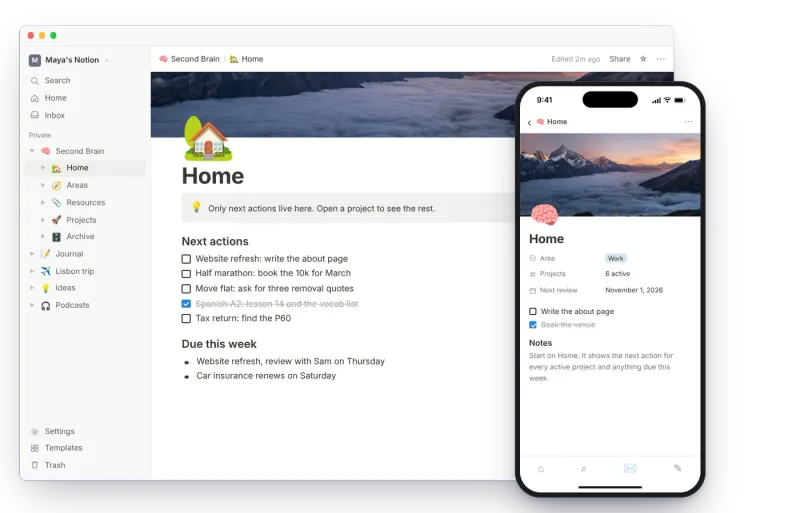 M Maya's Notion
Search
Home
Inbox
Private
Second Brain
Home
Areas
Resources
Projects
Archive
Journal
Lisbon trip
Ideas
Podcasts
Settings
Templates
Trash
Second Brain / Home
Edited 2m ago Share
Home
Only next actions live here. Open a project to see the rest.
Next actions
Website refresh: write the about page
Half marathon: book the 10k for March
Move flat: ask for three removal quotes
Spanish A2: lesson 14 and the vocab list
Tax return: find the P60
Due this week
Website refresh, review with Sam on Thursday
Car insurance renews on Saturday
9:41
Home
Home
Area Work
Projects 6 active
Next review November 1, 2026
Write the about page
Book the venue
Notes
Start on Home. It shows the next action for
every active project and anything due this
week.